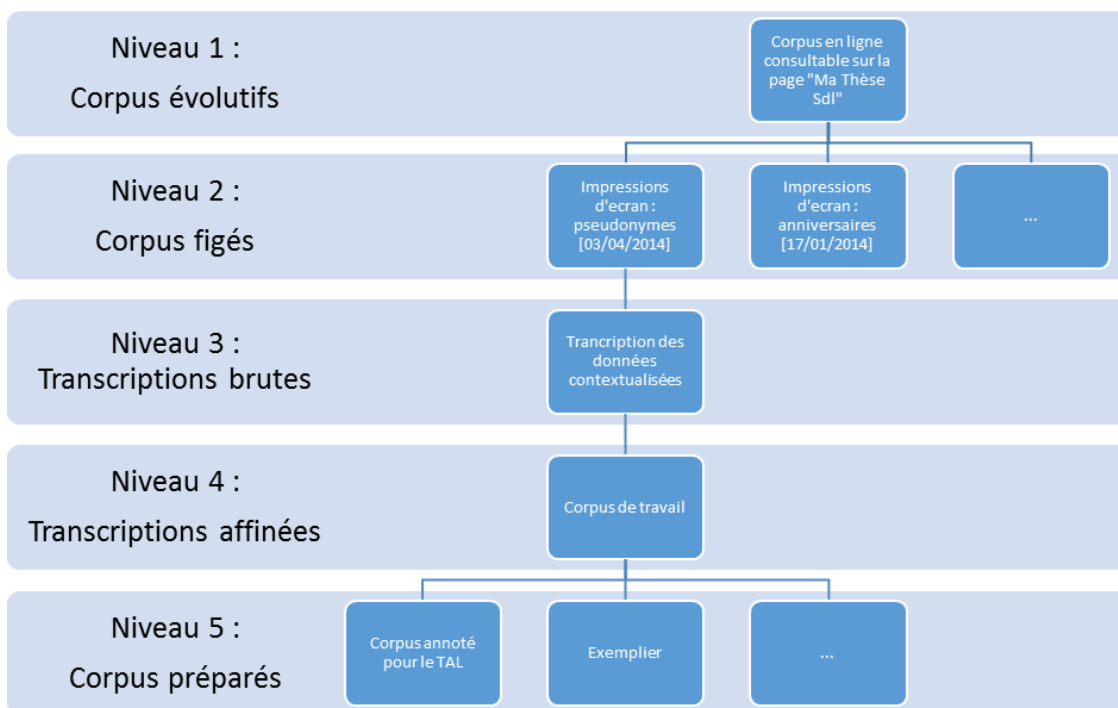 Niveau 1 :
Corpus évolutifs
Corpus en ligne
consultable sur la
page "Ma Thèse
Sdl"
Niveau 2 :
Corpus figés
Impressions
d'ecran :
pseudonymes
[03/04/2014]
Impressions
d'ecran :
anniversaires
[17/01/2014]
...
Niveau 3 :
Transcriptions brutes
Trancription des
données
contextualisées
Niveau 4 :
Transcriptions affinées
Corpus de travail
Niveau 5 :
Corpus préparés
Corpus annoté
pour le TAL
Exemplier
...